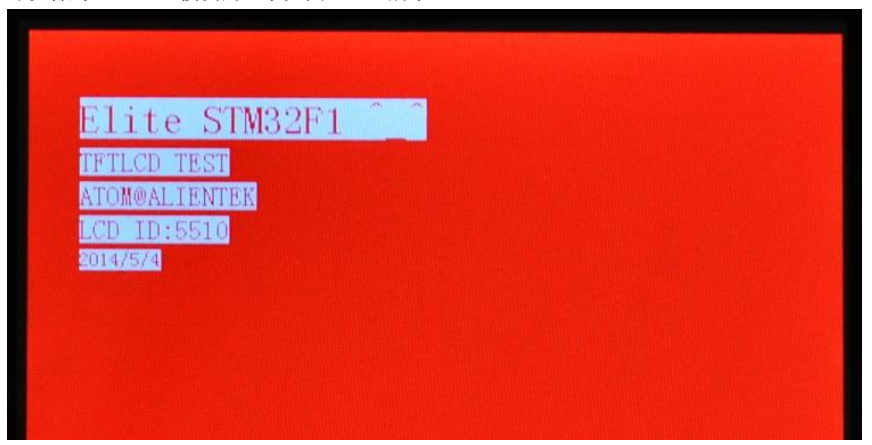 Elite STM32F1 ^_^
TFTLCD TEST
ATOM@ALIENTEK
LCD ID:5510
2014/5/4